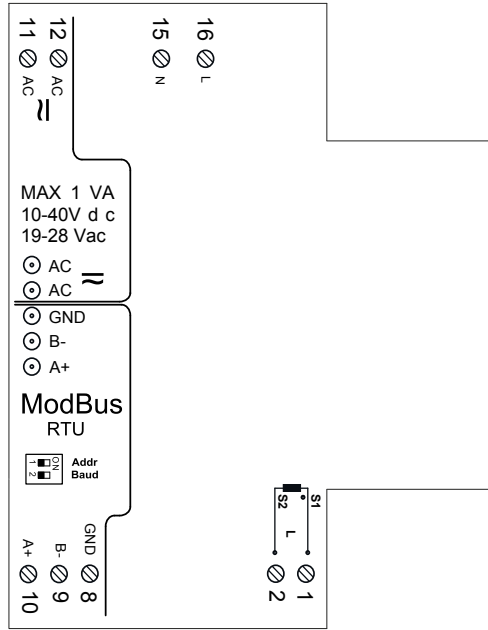 11 12 15 16
AC AC N L
≂
MAX 1 VA
10-40V d c
19-28 Vac
AC
AC ≂
GND
B-
A+
ModBus
RTU
ON
1 2
Addr
Baud
S2 S1
L
A+ B- GND
10 9 8
2 1